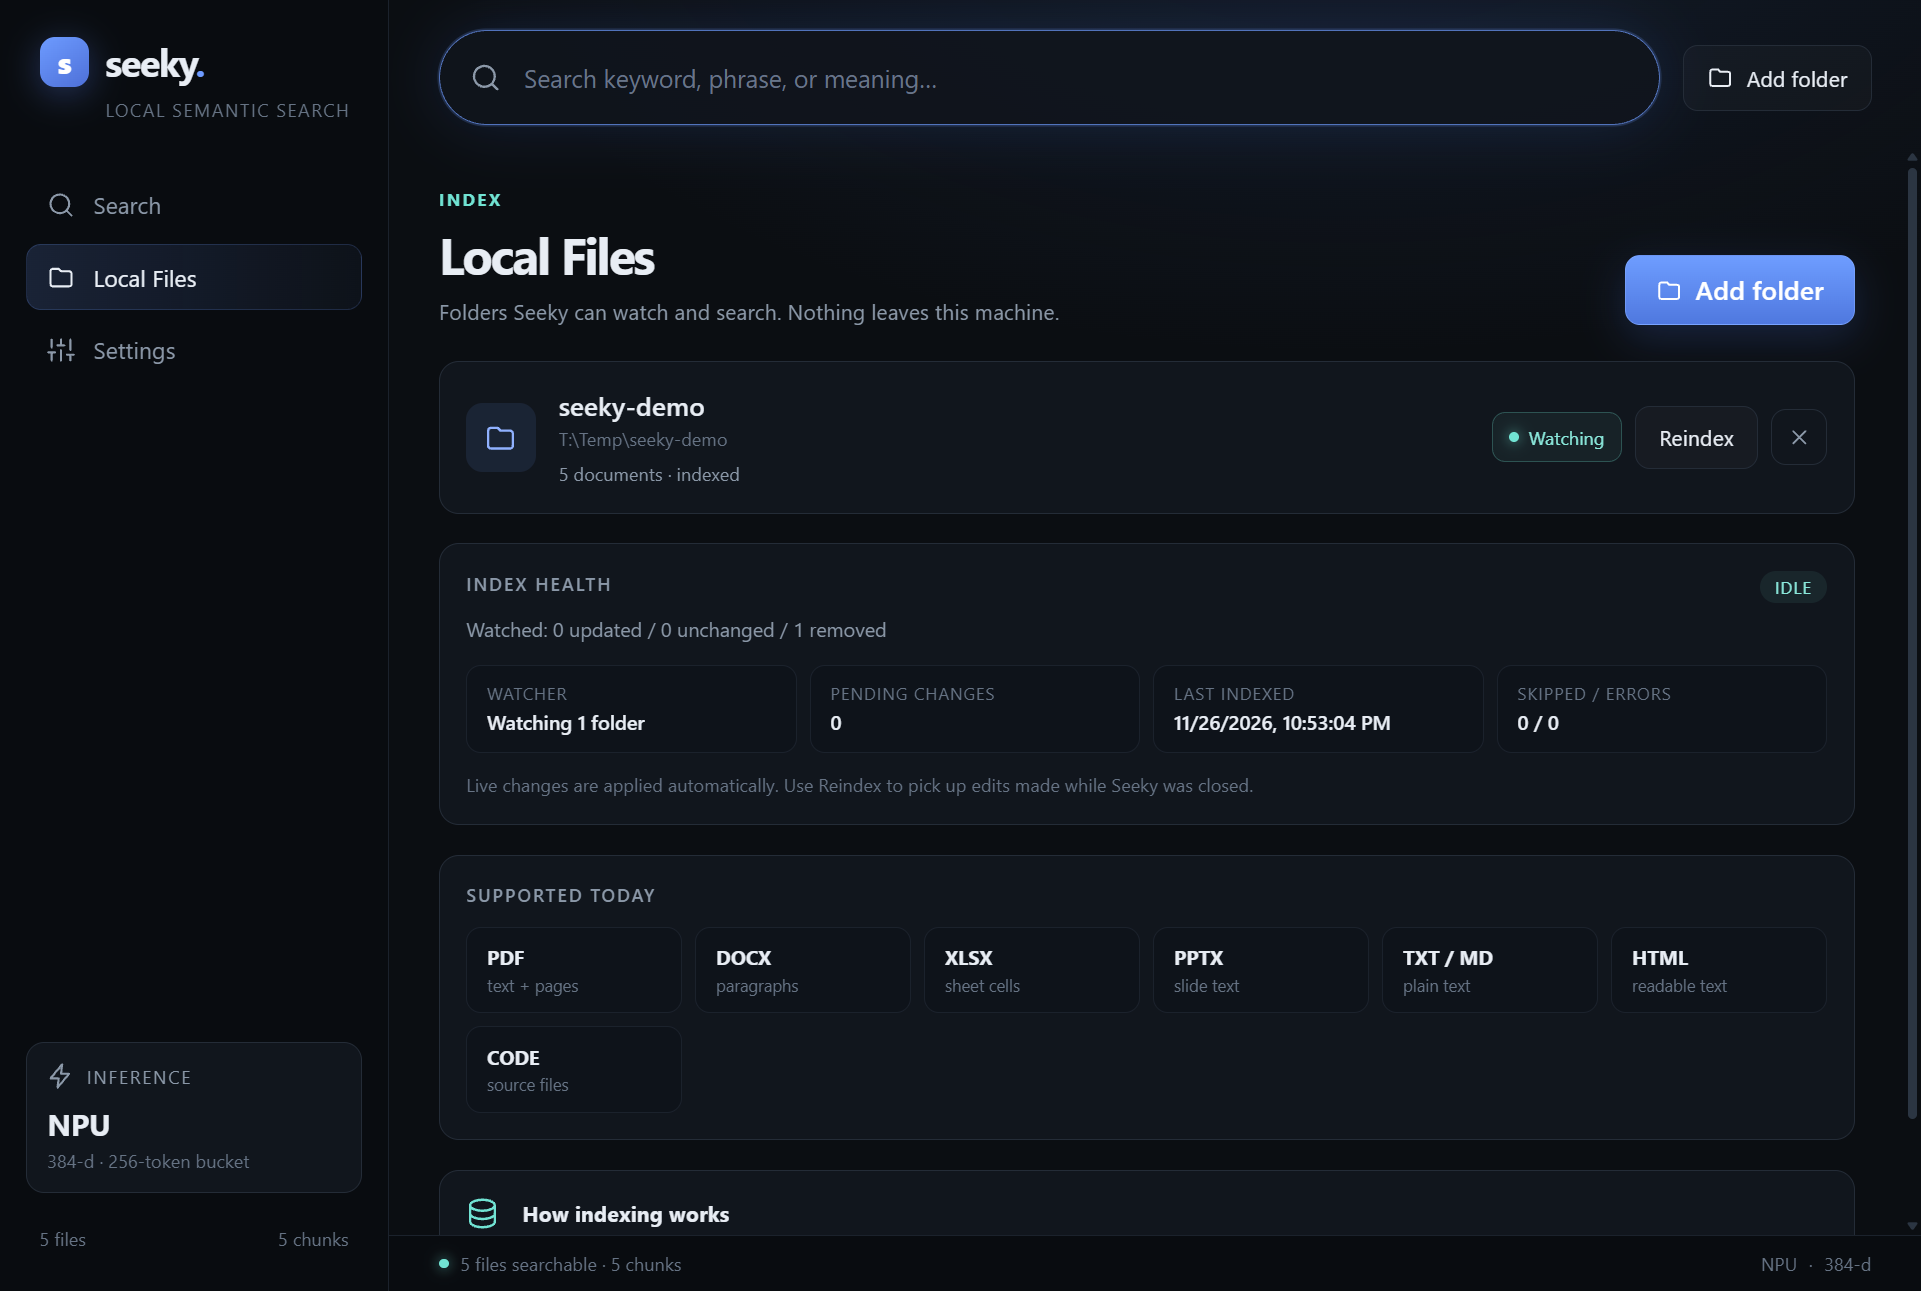 s
seeky.
LOCAL SEMANTIC SEARCH
Search
Local Files
Settings
INFERENCE
NPU
384-d · 256-token bucket
5 files
5 chunks
Search keyword, phrase, or meaning...
Add folder
INDEX
Local Files
Folders Seeky can watch and search. Nothing leaves this machine.
Add folder
seeky-demo
T:\Temp\seeky-demo
5 documents · indexed
Watching
Reindex
INDEX HEALTH
IDLE
Watched: 0 updated / 0 unchanged / 1 removed
WATCHER
Watching 1 folder
PENDING CHANGES
0
LAST INDEXED
11/26/2026, 10:53:04 PM
SKIPPED / ERRORS
0 / 0
Live changes are applied automatically. Use Reindex to pick up edits made while Seeky was closed.
SUPPORTED TODAY
PDF
text + pages
DOCX
paragraphs
XLSX
sheet cells
PPTX
slide text
TXT / MD
plain text
HTML
readable text
CODE
source files
How indexing works
5 files searchable · 5 chunks
NPU · 384-d